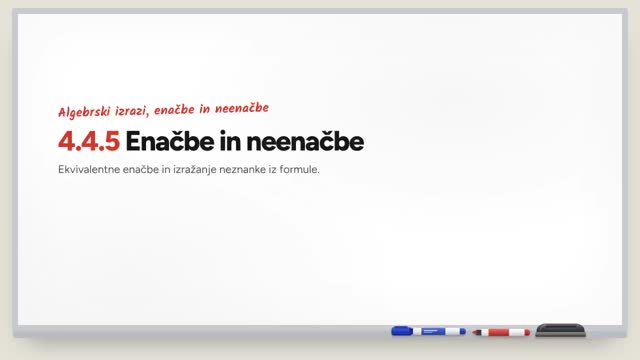 Algebrski izrazi, enačbe in neenačbe
4.4.5 Enačbe in neenačbe
Ekvivalentne enačbe in izražanje neznanke iz formule.